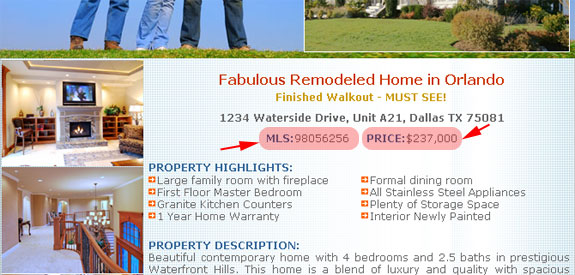 Fabulous Remodeled Home in Orlando
Finished Walkout - MUST SEE!
1234 Waterside Drive, Unit A21, Dallas TX 75081
MLS:98056256 PRICE:$237,000
PROPERTY HIGHLIGHTS:
Large family room with fireplace
First Floor Master Bedroom
Granite Kitchen Counters
1 Year Home Warranty
Formal dining room
All Stainless Steel Appliances
Plenty of Storage Space
Interior Newly Painted
PROPERTY DESCRIPTION:
Beautiful contemporary home with 4 bedrooms and 2.5 baths in prestigious
Waterfront Hills. This home is a blend of luxury and quality with spacious